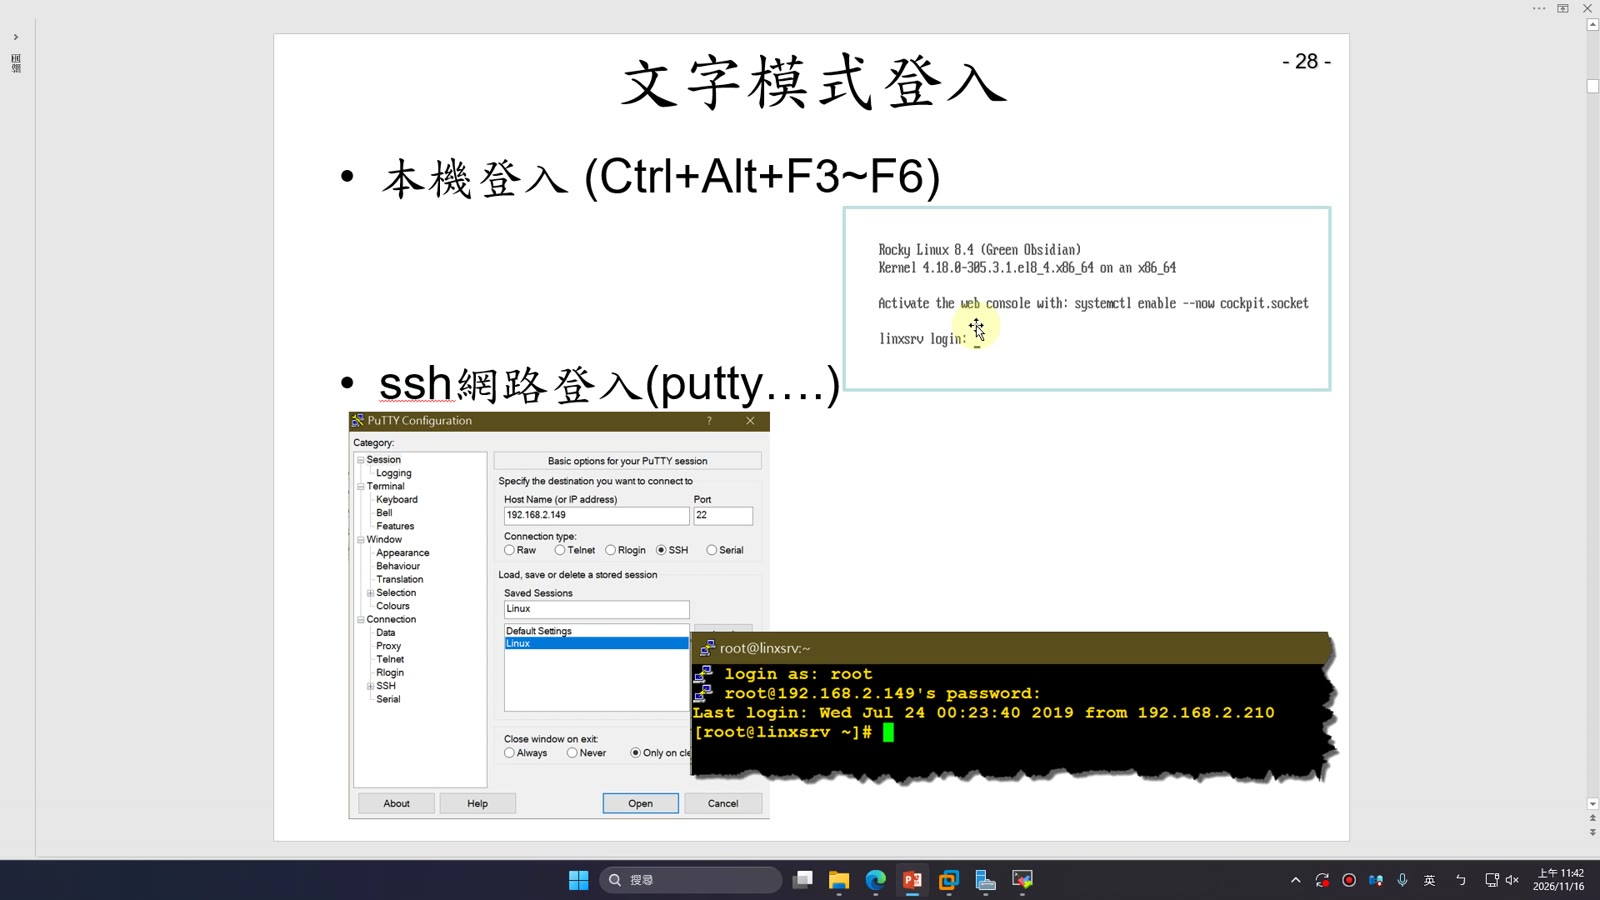 文字模式登入
- 28 -
• 本機登入 (Ctrl+Alt+F3~F6)
Rocky Linux 8.4 (Green Obsidian)
Kernel 4.18.0-305.3.1.el8_4.x86_64 on an x86_64
Activate the web console with: systemctl enable --now cockpit.socket
linxsrv login: _
• ssh網路登入(putty….)
PuTTY Configuration
Category:
Session
Logging
Terminal
Keyboard
Bell
Features
Window
Appearance
Behaviour
Translation
Selection
Colours
Connection
Data
Proxy
Telnet
Rlogin
SSH
Serial
Basic options for your PuTTY session
Specify the destination you want to connect to
Host Name (or IP address) Port
192.168.2.149 22
Connection type:
Raw Telnet Rlogin SSH Serial
Load, save or delete a stored session
Saved Sessions
Linux
Default Settings
Linux
Close window on exit:
Always Never Only on cle
About Help Open Cancel
root@linxsrv:~
login as: root
root@192.168.2.149's password:
Last login: Wed Jul 24 00:23:40 2019 from 192.168.2.210
[root@linxsrv ~]#
搜尋
英
ㄅ
上午 11:42
2026/11/16